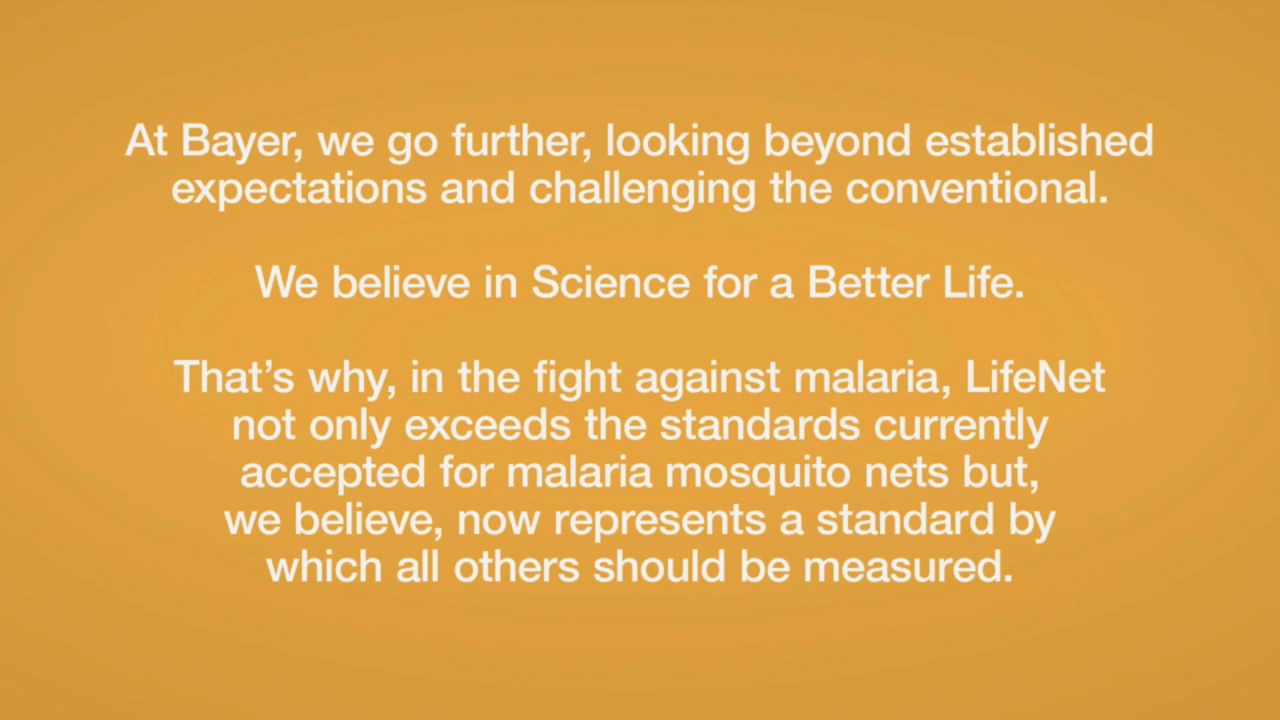 At Bayer, we go further, looking beyond established
expectations and challenging the conventional.
We believe in Science for a Better Life.
That’s why, in the fight against malaria, LifeNet
not only exceeds the standards currently
accepted for malaria mosquito nets but,
we believe, now represents a standard by
which all others should be measured.